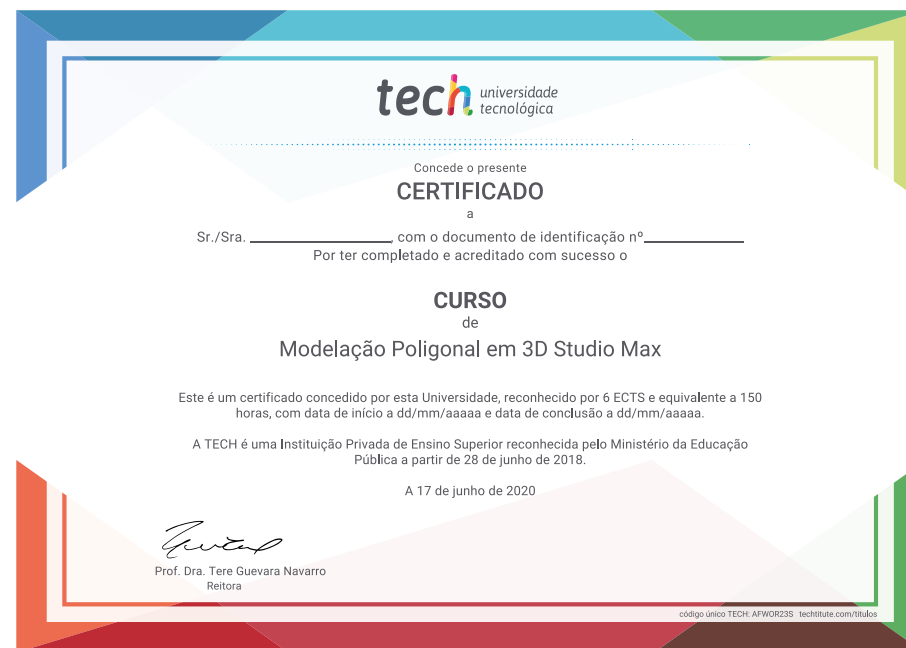 tech universidade
tecnológica
Concede o presente
CERTIFICADO
a
Sr./Sra. ____________________, com o documento de identificação nº______________
Por ter completado e acreditado com sucesso o
CURSO
de
Modelação Poligonal em 3D Studio Max
Este é um certificado concedido por esta Universidade, reconhecido por 6 ECTS e equivalente a 150
horas, com data de início a dd/mm/aaaaa e data de conclusão a dd/mm/aaaaa.
A TECH é uma Instituição Privada de Ensino Superior reconhecida pelo Ministério da Educação
Pública a partir de 28 de junho de 2018.
A 17 de junho de 2020
Prof. Dra. Tere Guevara Navarro
Reitora
código único TECH: AFWOR23S techtitute.com/titulos